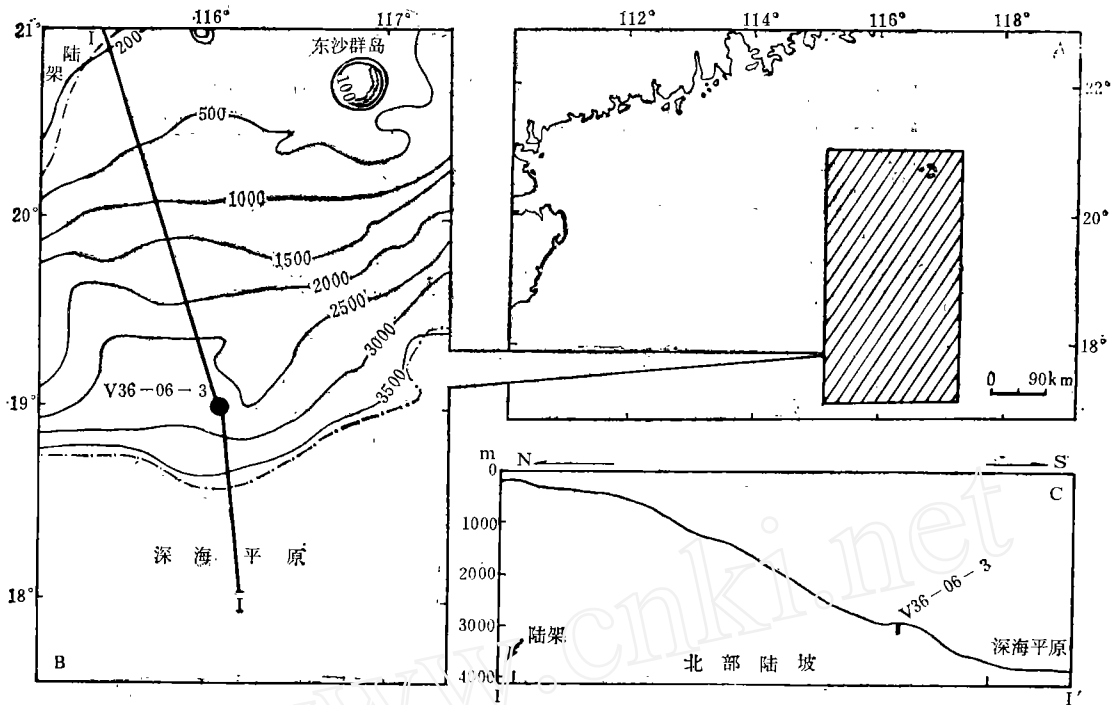 116°
117°
21°
20°
19°
18°
I
200
陆
架
东沙群岛
100
500
1000
1500
2000
2500
3000
3500
V36-06-3
深海平原
I
B
112°
114°
116°
118°
A
22°
20°
18°
0 90km
m
N
S
C
0
1000
2000
3000
4000
V36-06-3
陆架
北部陆坡
深海平原
I
I′
www.cnki.net